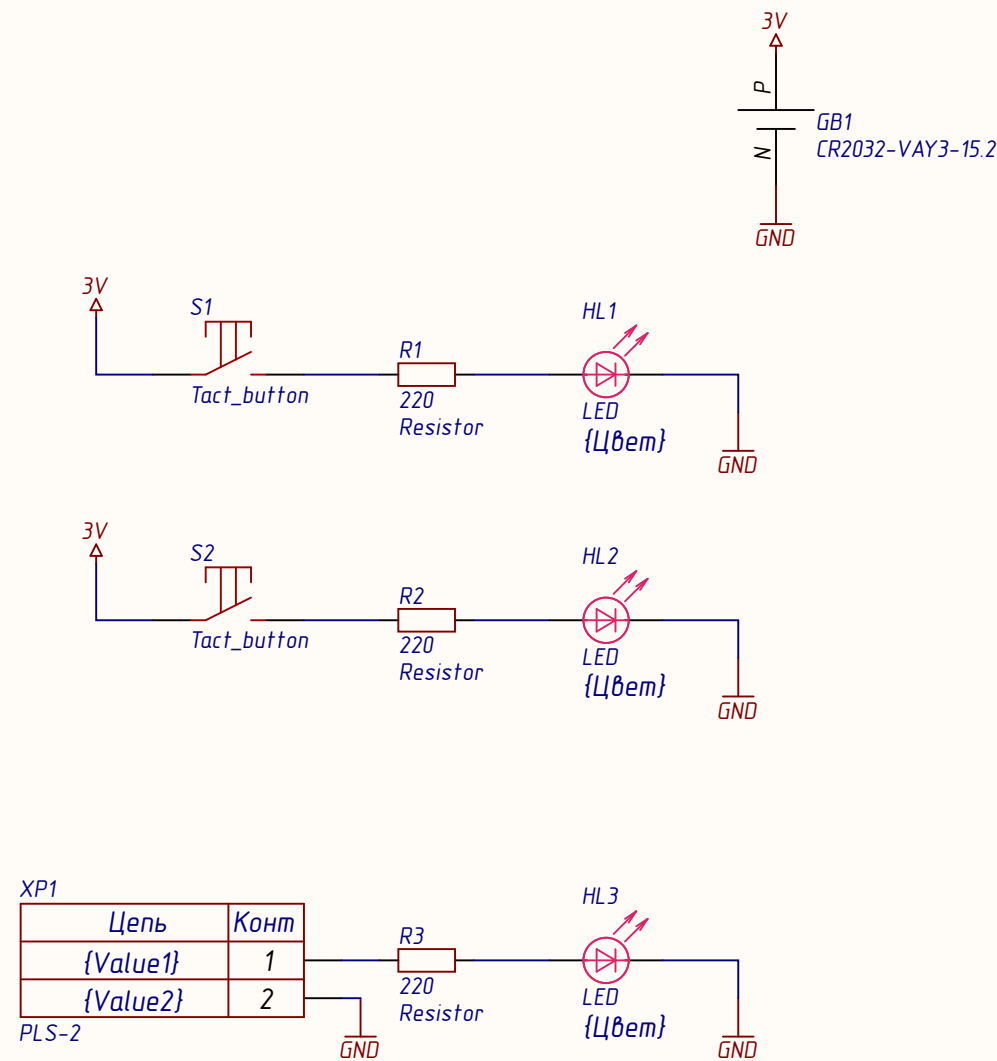 3V
P
GB1
CR2032-VAY3-15.2
N
GND
3V
S1
Tact_button
R1
220
Resistor
HL1
LED
{Цвет}
GND
3V
S2
Tact_button
R2
220
Resistor
HL2
LED
{Цвет}
GND
XP1
Цепь Конт
{Value1} 1
{Value2} 2
PLS-2
GND
R3
220
Resistor
HL3
LED
{Цвет}
GND